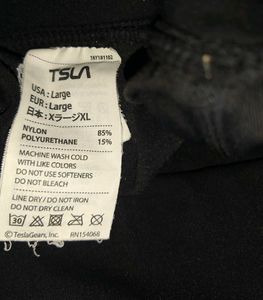 TSLA
USA : Large
EUR : Large
日本 : XラージXL
NYLON 85%
POLYURETHANE 15%
MACHINE WASH COLD
WITH LIKE COLORS
DO NOT USE SOFTENERS
DO NOT BLEACH
LINE DRY / DO NOT IRON
DO NOT DRY CLEAN
30
©TeslaGears, Inc. RN154068